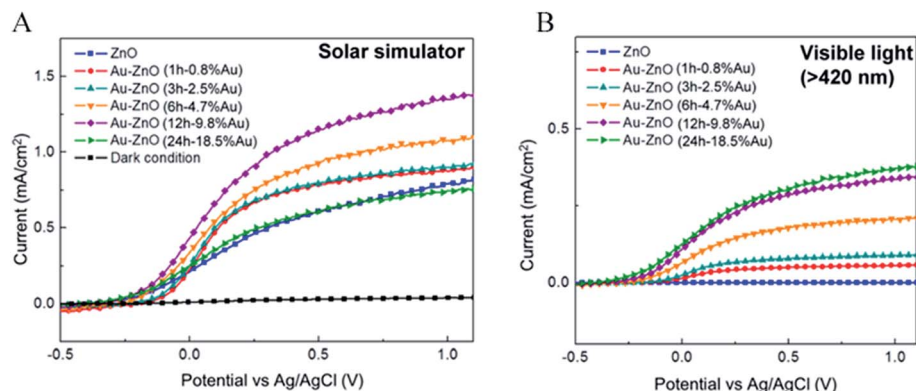 A
Solar simulator
ZnO
Au-ZnO (1h-0.8%Au)
Au-ZnO (3h-2.5%Au)
Au-ZnO (6h-4.7%Au)
Au-ZnO (12h-9.8%Au)
Au-ZnO (24h-18.5%Au)
Dark condition
Current (mA/cm²)
1.5
1.0
0.5
0.0
-0.5 0.0 0.5 1.0
Potential vs Ag/AgCl (V)
B
Visible light
(>420 nm)
ZnO
Au-ZnO (1h-0.8%Au)
Au-ZnO (3h-2.5%Au)
Au-ZnO (6h-4.7%Au)
Au-ZnO (12h-9.8%Au)
Au-ZnO (24h-18.5%Au)
Current (mA/cm²)
0.5
0.0
-0.5 0.0 0.5 1.0
Potential vs Ag/AgCl (V)